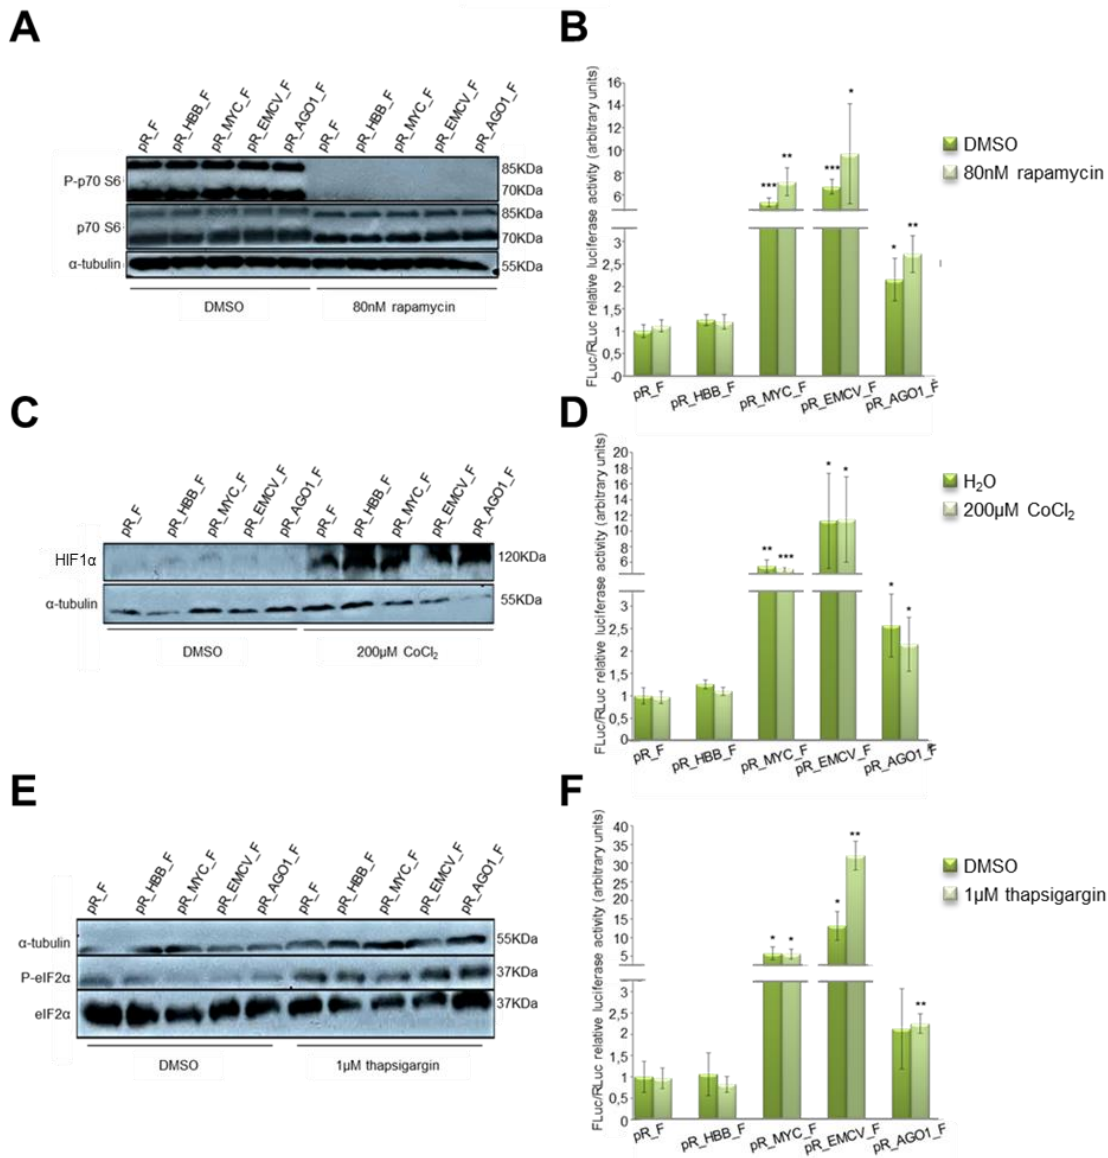 A
pR_F
pR_HBB_F
pR_MYC_F
pR_EMCV_F
pR_AGO1_F
pR_F
pR_HBB_F
pR_MYC_F
pR_EMCV_F
pR_AGO1_F
P-p70 S6
85KDa
70KDa
p70 S6
85KDa
70KDa
α-tubulin
55KDa
DMSO
80nM rapamycin
B
FLuc/RLuc relative luciferase activity (arbitrary units)
16
14
12
10
8
6
3
2,5
2
1,5
1
0,5
-0
***
**
***
*
*
**
pR_F
pR_HBB_F
pR_MYC_F
pR_EMCV_F
pR_AGO1_F
DMSO
80nM rapamycin
C
pR_F
pR_HBB_F
pR_MYC_F
pR_EMCV_F
pR_AGO1_F
pR_F
pR_HBB_F
pR_MYC_F
pR_EMCV_F
pR_AGO1_F
HIF1α
120KDa
α-tubulin
55KDa
DMSO
200µM CoCl₂
D
FLuc/RLuc relative luciferase activity (arbitrary units)
20
18
16
14
12
10
8
6
3
2,5
2
1,5
1
0,5
0
**
***
*
*
*
*
pR_F
pR_HBB_F
pR_MYC_F
pR_EMCV_F
pR_AGO1_F
H₂O
200µM CoCl₂
E
pR_F
pR_HBB_F
pR_MYC_F
pR_EMCV_F
pR_AGO1_F
pR_F
pR_HBB_F
pR_MYC_F
pR_EMCV_F
pR_AGO1_F
α-tubulin
55KDa
P-eIF2α
37KDa
eIF2α
37KDa
DMSO
1µM thapsigargin
F
FLuc/RLuc relative luciferase activity (arbitrary units)
40
35
30
25
20
15
10
5
3
2,5
2
1,5
1
0,5
0
*
*
*
**
**
pR_F
pR_HBB_F
pR_MYC_F
pR_EMCV_F
pR_AGO1_F
DMSO
1µM thapsigargin